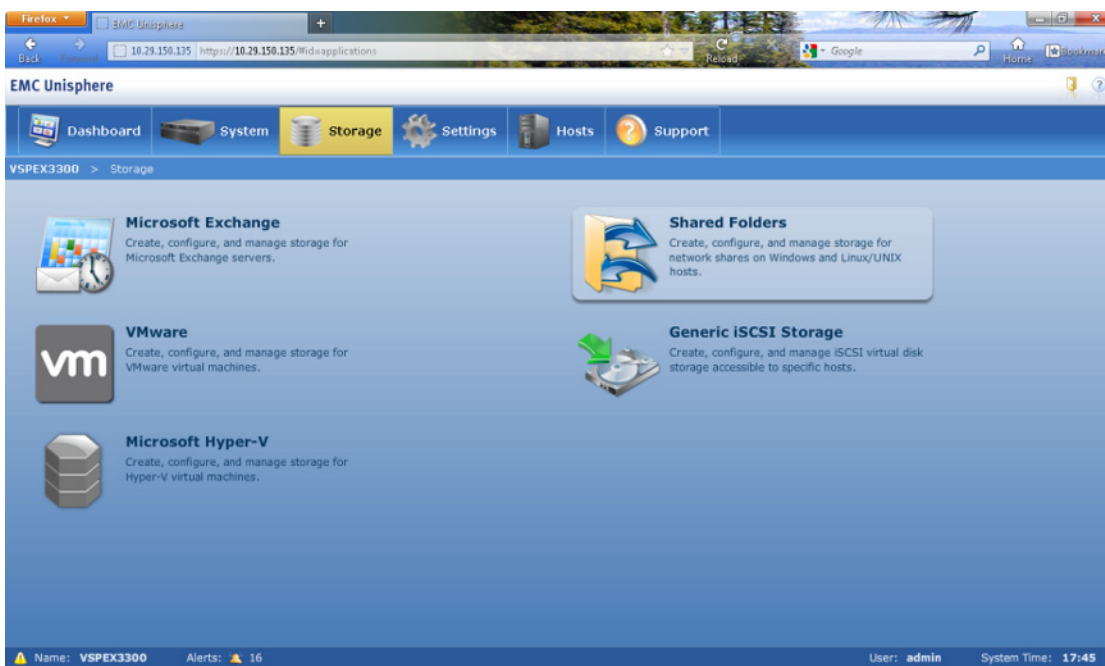 Firefox
EMC Unisphere
+
Back
Forward
10.29.150.135
https://10.29.150.135/#id=applications
Reload
Google
Home
Bookmar
EMC Unisphere
?
Dashboard
System
Storage
Settings
Hosts
?
Support
VSPEX3300 > Storage
Microsoft Exchange
Create, configure, and manage storage for
Microsoft Exchange servers.
Shared Folders
Create, configure, and manage storage for
network shares on Windows and Linux/UNIX
hosts.
vm
VMware
Create, configure, and manage storage for
VMware virtual machines.
Generic iSCSI Storage
Create, configure, and manage iSCSI virtual disk
storage accessible to specific hosts.
Microsoft Hyper-V
Create, configure, and manage storage for
Hyper-V virtual machines.
Name: VSPEX3300
Alerts: 16
User: admin
System Time: 17:45